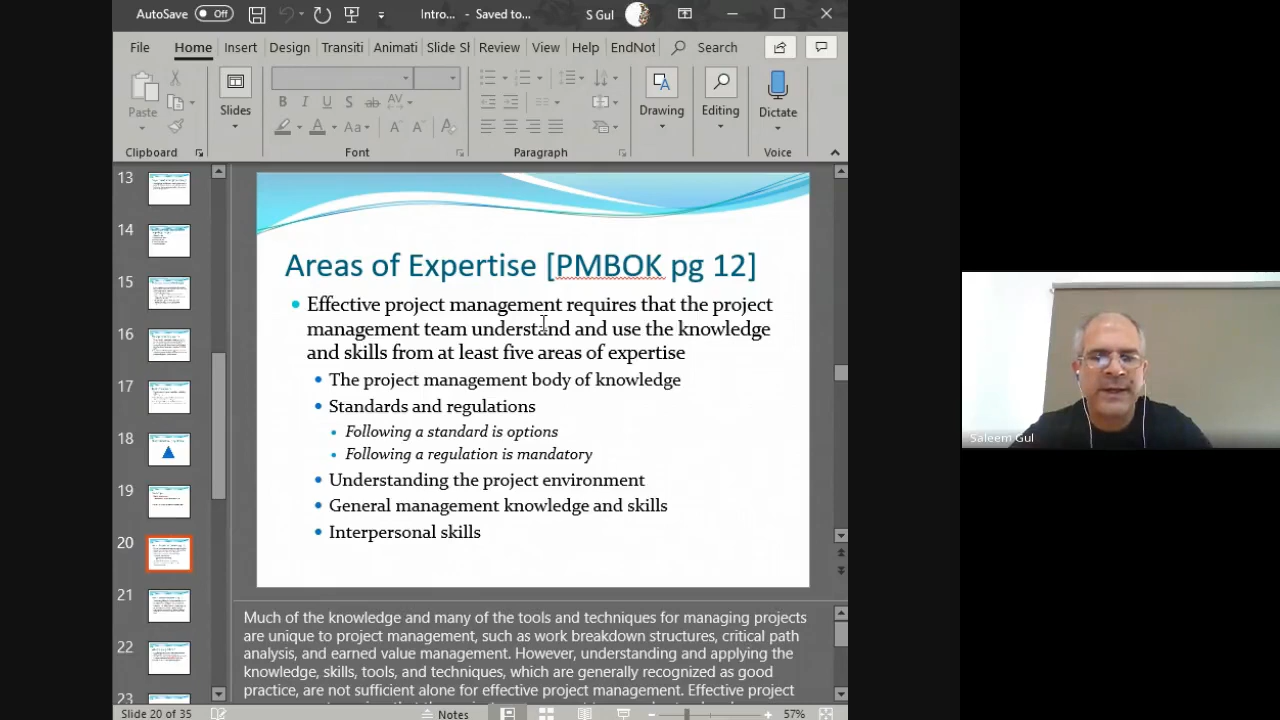 AutoSave Off Intro... - Saved to... S Gul
File Home Insert Design Transiti Animati Slide Sh Review View Help EndNot Search
Paste Slides Drawing Editing Dictate
B I U S ab AV
A Aa A A A
Clipboard Font Paragraph Voice
13
14
15
16
17
18
19
20
21
22
23
Areas of Expertise [PMBOK pg 12]
Effective project management requires that the project
management team understand and use the knowledge
and skills from at least five areas of expertise
The project management body of knowledge
Standards and regulations
Following a standard is options
Following a regulation is mandatory
Understanding the project environment
General management knowledge and skills
Interpersonal skills
Much of the knowledge and many of the tools and techniques for managing projects
are unique to project management, such as work breakdown structures, critical path
analysis, and earned value management. However, understanding and applying the
knowledge, skills, tools, and techniques, which are generally recognized as good
practice, are not sufficient alone for effective project management. Effective project
Slide 20 of 35 Notes 57%
Saleem Gul